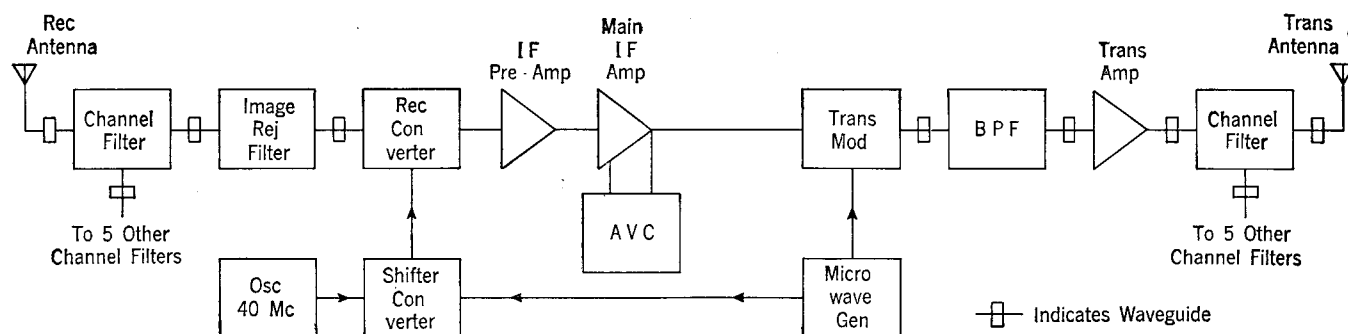 Rec
Antenna
Channel
Filter
To 5 Other
Channel Filters
Image
Rej
Filter
Rec
Con
verter
IF
Pre-Amp
Main
IF
Amp
AVC
Osc
40 Mc
Shifter
Con
verter
Trans
Mod
Micro
wave
Gen
BPF
Trans
Amp
Channel
Filter
To 5 Other
Channel Filters
Trans
Antenna
Indicates Waveguide